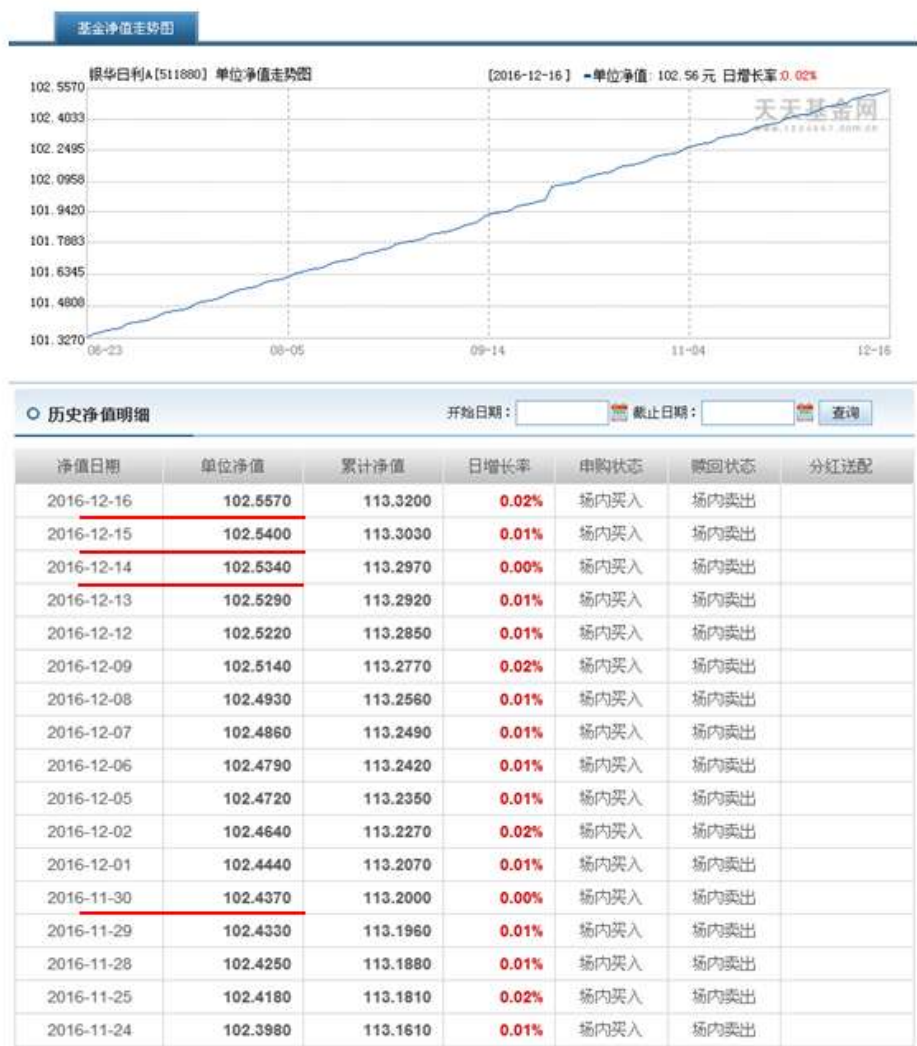 基金净值走势图
银华日利A[511880] 单位净值走势图 [2016-12-16] 单位净值: 102.56 元 日增长率:0.02%
102.5570
102.4033
102.2495
102.0958
101.9420
101.7883
101.6345
101.4808
101.3270
天天基金网
06-23 08-05 09-14 11-04 12-16
历史净值明细 开始日期: 截止日期: 查询
净值日期 单位净值 累计净值 日增长率 申购状态 赎回状态 分红送配
2016-12-16 102.5570 113.3200 0.02% 场内买入 场内卖出
2016-12-15 102.5400 113.3030 0.01% 场内买入 场内卖出
2016-12-14 102.5340 113.2970 0.00% 场内买入 场内卖出
2016-12-13 102.5290 113.2920 0.01% 场内买入 场内卖出
2016-12-12 102.5220 113.2850 0.01% 场内买入 场内卖出
2016-12-09 102.5140 113.2770 0.02% 场内买入 场内卖出
2016-12-08 102.4930 113.2560 0.01% 场内买入 场内卖出
2016-12-07 102.4860 113.2490 0.01% 场内买入 场内卖出
2016-12-06 102.4790 113.2420 0.01% 场内买入 场内卖出
2016-12-05 102.4720 113.2350 0.01% 场内买入 场内卖出
2016-12-02 102.4640 113.2270 0.02% 场内买入 场内卖出
2016-12-01 102.4440 113.2070 0.01% 场内买入 场内卖出
2016-11-30 102.4370 113.2000 0.00% 场内买入 场内卖出
2016-11-29 102.4330 113.1960 0.01% 场内买入 场内卖出
2016-11-28 102.4250 113.1880 0.01% 场内买入 场内卖出
2016-11-25 102.4180 113.1810 0.02% 场内买入 场内卖出
2016-11-24 102.3980 113.1610 0.01% 场内买入 场内卖出